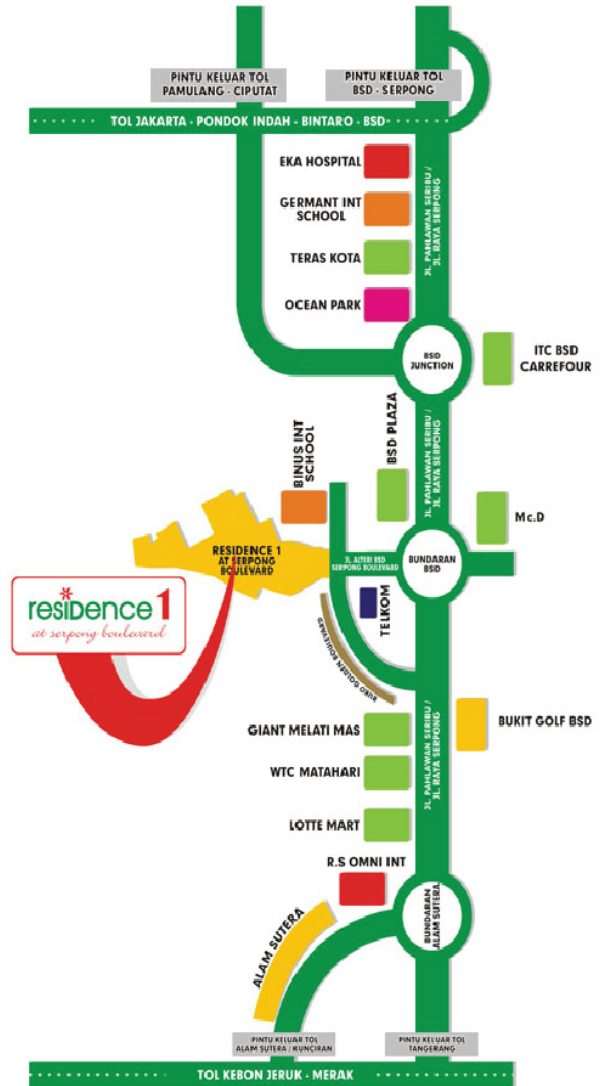 PINTU KELUAR TOL
PAMULANG - CIPUTAT
PINTU KELUAR TOL
BSD - SERPONG
TOL JAKARTA - PONDOK INDAH - BINTARO - BSD
EKA HOSPITAL
GERMANT INT
SCHOOL
TERAS KOTA
OCEAN PARK
JL. PAHLAWAN SERIBU /
JL. RAYA SERPONG
BSD
JUNCTION
ITC BSD
CARREFOUR
BINUS INT
SCHOOL
BSD PLAZA
JL. PAHLAWAN SERIBU /
JL. RAYA SERPONG
Mc.D
RESIDENCE 1
AT SERPONG
BOULEVARD
JL. ALTERI BSD
SERPONG BOULEVARD
BUNDARAN
BSD
residence 1
at serpong boulevard
TELKOM
RUKO GOLDEN BOULEVARD
JL. PAHLAWAN SERIBU /
JL. RAYA SERPONG
BUKIT GOLF BSD
GIANT MELATI MAS
WTC MATAHARI
LOTTE MART
R.S OMNI INT
ALAM SUTERA
BUNDARAN
ALAM SUTERA
PINTU KELUAR TOL
ALAM SUTERA / KUNCIRAN
PINTU KELUAR TOL
TANGERANG
TOL KEBON JERUK - MERAK